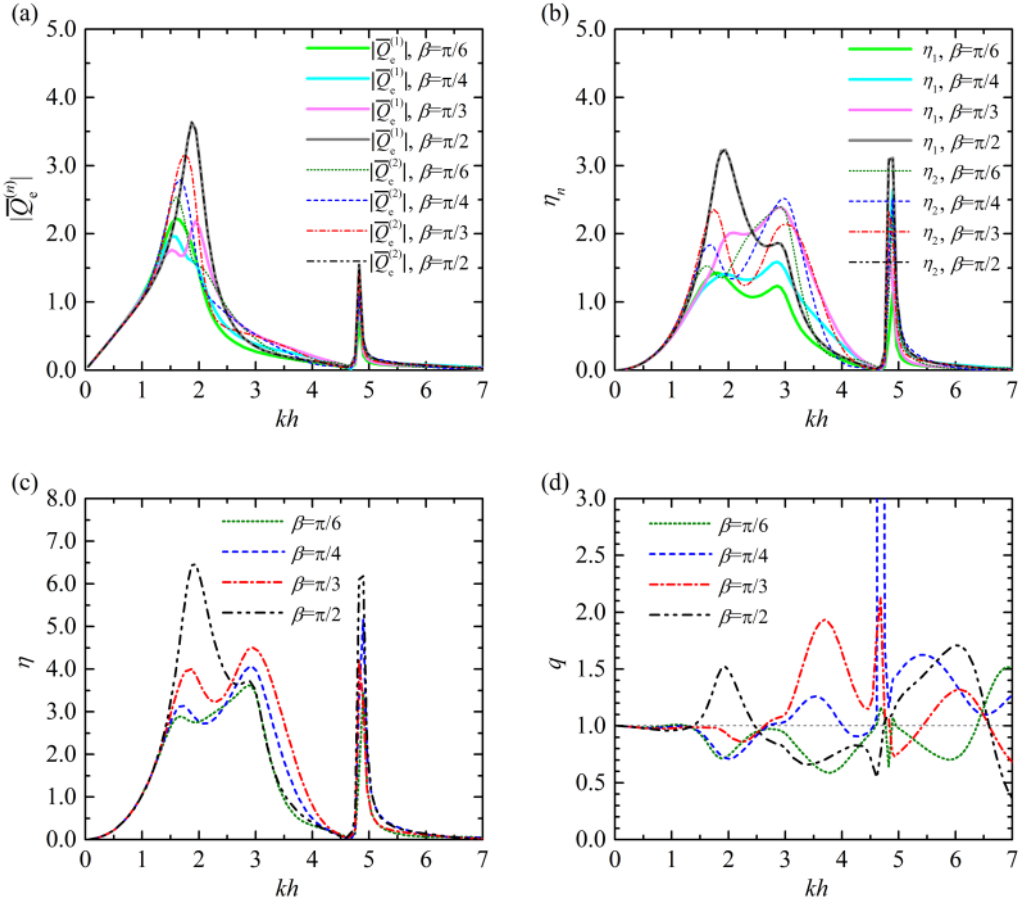 (a)
5.0
4.0
3.0
2.0
1.0
0.0
|Q̅ₑ⁽ⁿ⁾|
|Q̅ₑ⁽¹⁾|, β=π/6
|Q̅ₑ⁽¹⁾|, β=π/4
|Q̅ₑ⁽¹⁾|, β=π/3
|Q̅ₑ⁽¹⁾|, β=π/2
|Q̅ₑ⁽²⁾|, β=π/6
|Q̅ₑ⁽²⁾|, β=π/4
|Q̅ₑ⁽²⁾|, β=π/3
|Q̅ₑ⁽²⁾|, β=π/2
0 1 2 3 4 5 6 7
kh
(b)
5.0
4.0
3.0
2.0
1.0
0.0
ηₙ
η₁, β=π/6
η₁, β=π/4
η₁, β=π/3
η₁, β=π/2
η₂, β=π/6
η₂, β=π/4
η₂, β=π/3
η₂, β=π/2
0 1 2 3 4 5 6 7
kh
(c)
8.0
7.0
6.0
5.0
4.0
3.0
2.0
1.0
0.0
η
β=π/6
β=π/4
β=π/3
β=π/2
0 1 2 3 4 5 6 7
kh
(d)
3.0
2.5
2.0
1.5
1.0
0.5
0.0
q
β=π/6
β=π/4
β=π/3
β=π/2
0 1 2 3 4 5 6 7
kh